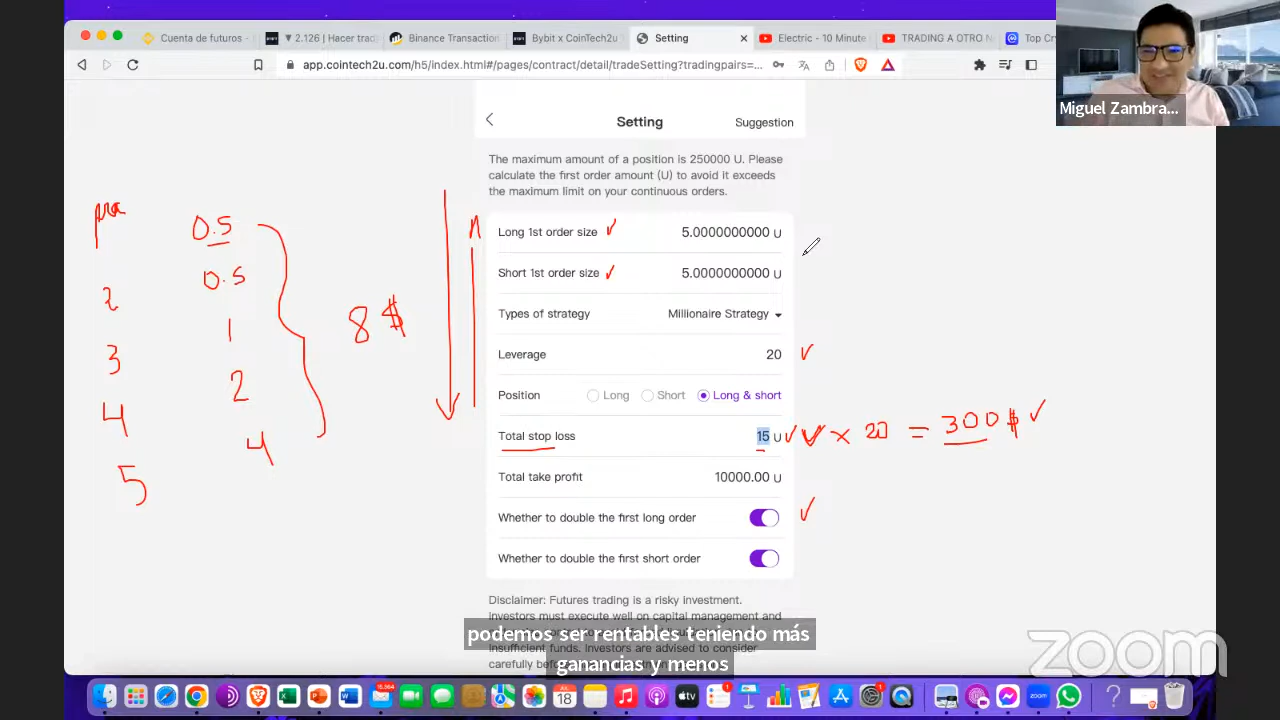 Cuenta de futuros -
▼ 2.126 | Hacer trad
Binance Transaction
Bybit x CoinTech2u
Setting
Electric - 10 Minute
TRADING A OTRO N
Top Cry
app.cointech2u.com/h5/index.html#/pages/contract/detail/tradeSetting?tradingpairs=...
Miguel Zambra...
Setting
Suggestion
The maximum amount of a position is 250000 U. Please
calculate the first order amount (U) to avoid it exceeds
the maximum limit on your continuous orders.
Long 1st order size ✓ 5.0000000000 U
Short 1st order size ✓ 5.0000000000 U
Types of strategy Millionaire Strategy
Leverage 20 ✓
Position Long Short Long & short
Total stop loss 15 U ✓ ✓ x 20 = 300$ ✓
Total take profit 10000.00 U
Whether to double the first long order ✓
Whether to double the first short order
0.5
2 0.5
3 1
4 2
5 4
8$
Disclaimer: Futures trading is a risky investment.
Investors must execute well on capital management and
insufficient funds. Investors are advised to consider
podemos ser rentables teniendo más
ganancias y menos
zoom
JUL
18
zoom